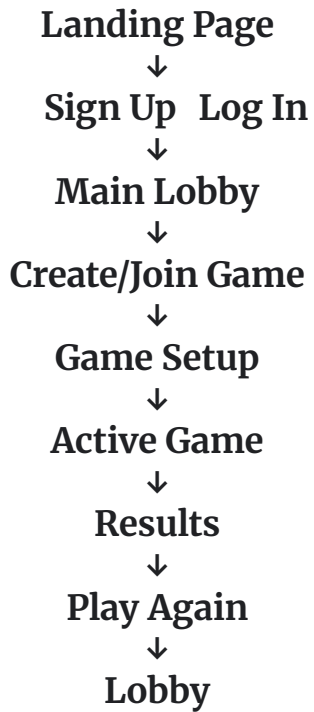 Landing Page
↓
Sign Up Log In
↓
Main Lobby
↓
Create/Join Game
↓
Game Setup
↓
Active Game
↓
Results
↓
Play Again
↓
Lobby